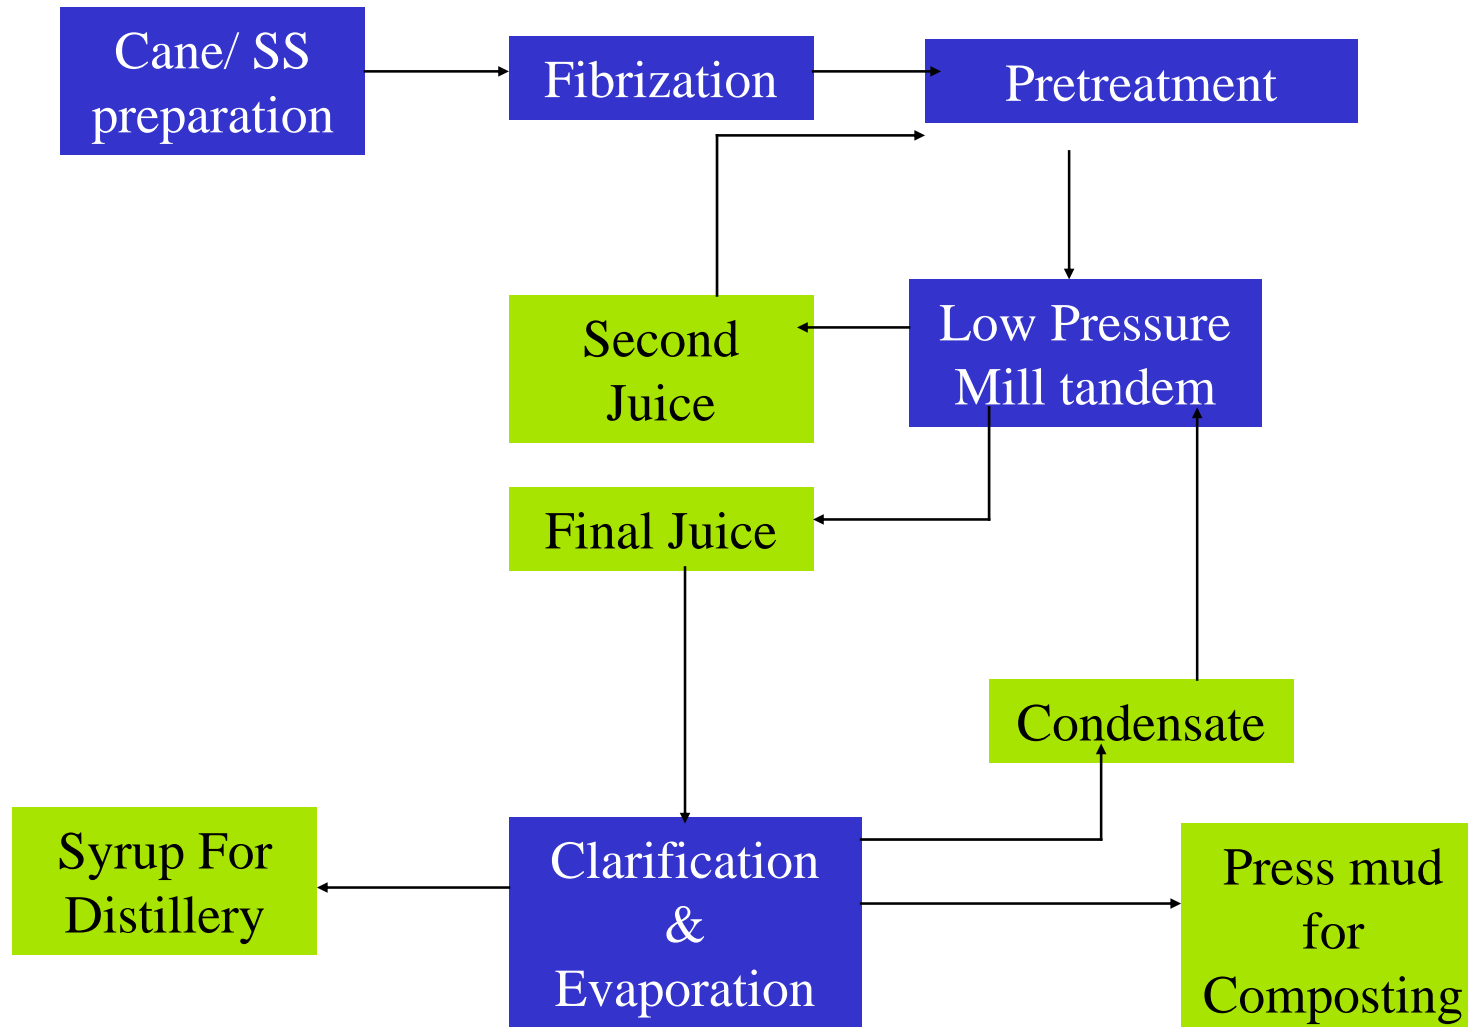 Cane/ SS
preparation
Fibrization
Pretreatment
Second
Juice
Low Pressure
Mill tandem
Final Juice
Condensate
Syrup For
Distillery
Clarification
&
Evaporation
Press mud
for
Composting